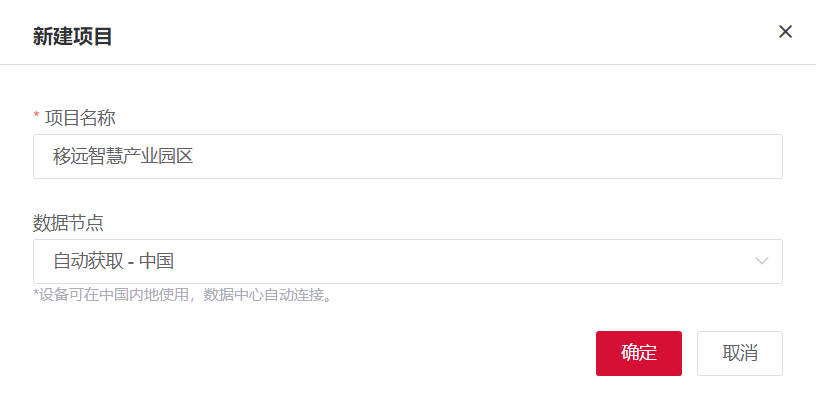 新建项目
* 项目名称
移远智慧产业园区
数据节点
自动获取 - 中国
*设备可在中国内地使用，数据中心自动连接。
确定
取消